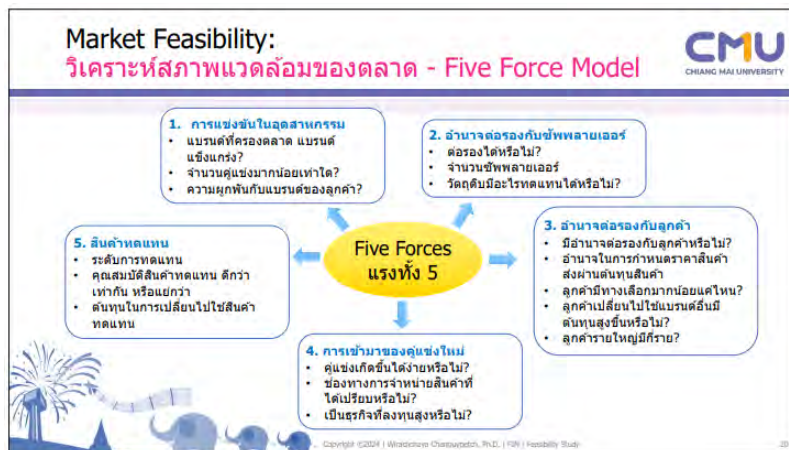 Market Feasibility:
วิเคราะห์สภาพแวดล้อมของตลาด - Five Force Model
CMU
CHIANG MAI UNIVERSITY
1. การแข่งขันในอุตสาหกรรม
• แบรนด์ที่ครองตลาด แบรนด์
แข็งแกร่ง?
• จำนวนคู่แข่งมากน้อยเท่าใด?
• ความผูกพันกับแบรนด์ของลูกค้า?
2. อำนาจต่อรองกับซัพพลายเออร์
• ต่อรองได้หรือไม่?
• จำนวนซัพพลายเออร์
• วัตถุดิบมีอะไรทดแทนได้หรือไม่?
3. อำนาจต่อรองกับลูกค้า
• มีอำนาจต่อรองกับลูกค้าหรือไม่?
• อำนาจในการกำหนดราคาสินค้า
ส่งผ่านต้นทุนสินค้า
• ลูกค้ามีทางเลือกมากน้อยแค่ไหน?
• ลูกค้าเปลี่ยนไปใช้แบรนด์อื่นมี
ต้นทุนสูงขึ้นหรือไม่?
• ลูกค้ารายใหญ่มีกี่ราย?
5. สินค้าทดแทน
• ระดับการทดแทน
• คุณสมบัติสินค้าทดแทน ดีกว่า
เท่ากัน หรือแย่กว่า
• ต้นทุนในการเปลี่ยนไปใช้สินค้า
ทดแทน
Five Forces
แรงทั้ง 5
4. การเข้ามาของคู่แข่งใหม่
• คู่แข่งเกิดขึ้นได้ง่ายหรือไม่?
• ช่องทางการจำหน่ายสินค้าที่
ได้เปรียบหรือไม่?
• เป็นธุรกิจที่ลงทุนสูงหรือไม่?
Copyright ©2024 | Ph.D. | FIN | Feasibility Study
20